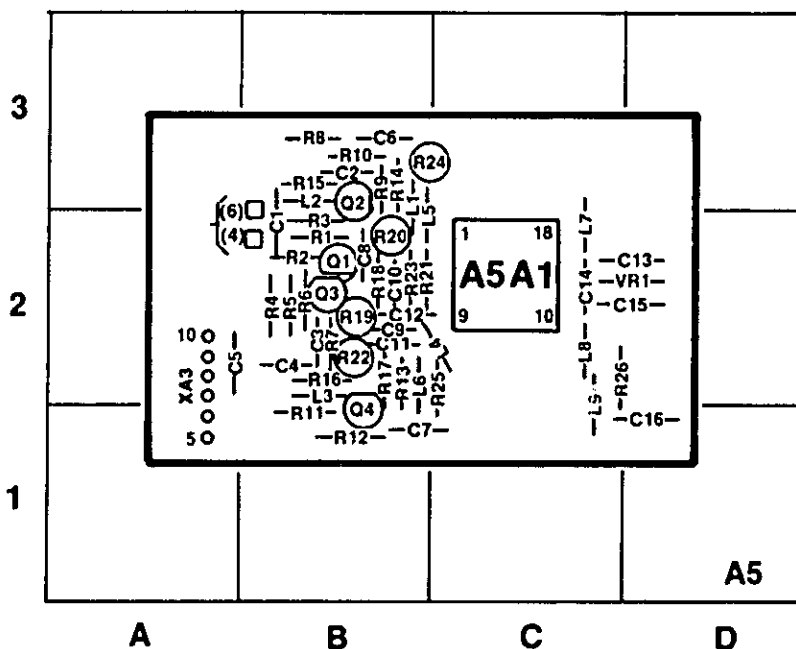 3
R8 C6
R10
C2
R24
R15
R9
R14
L2
Q2
L1
L5
(6)
C1
R3
L7
(4)
R1
R20
1 18
R2
Q1
C8
C13
A5A1
R18
C10
R23
R21
VR1
2
R4
R5
R6
Q3
C14
C15
R19
C12
9 10
10
C3
R7
C9
C11
L8
C5
C4
R22
XA3
R16
R17
R13
L6
R25
R26
L3
L9
R11
Q4
C16
5
R12
C7
1
A5
A B C D